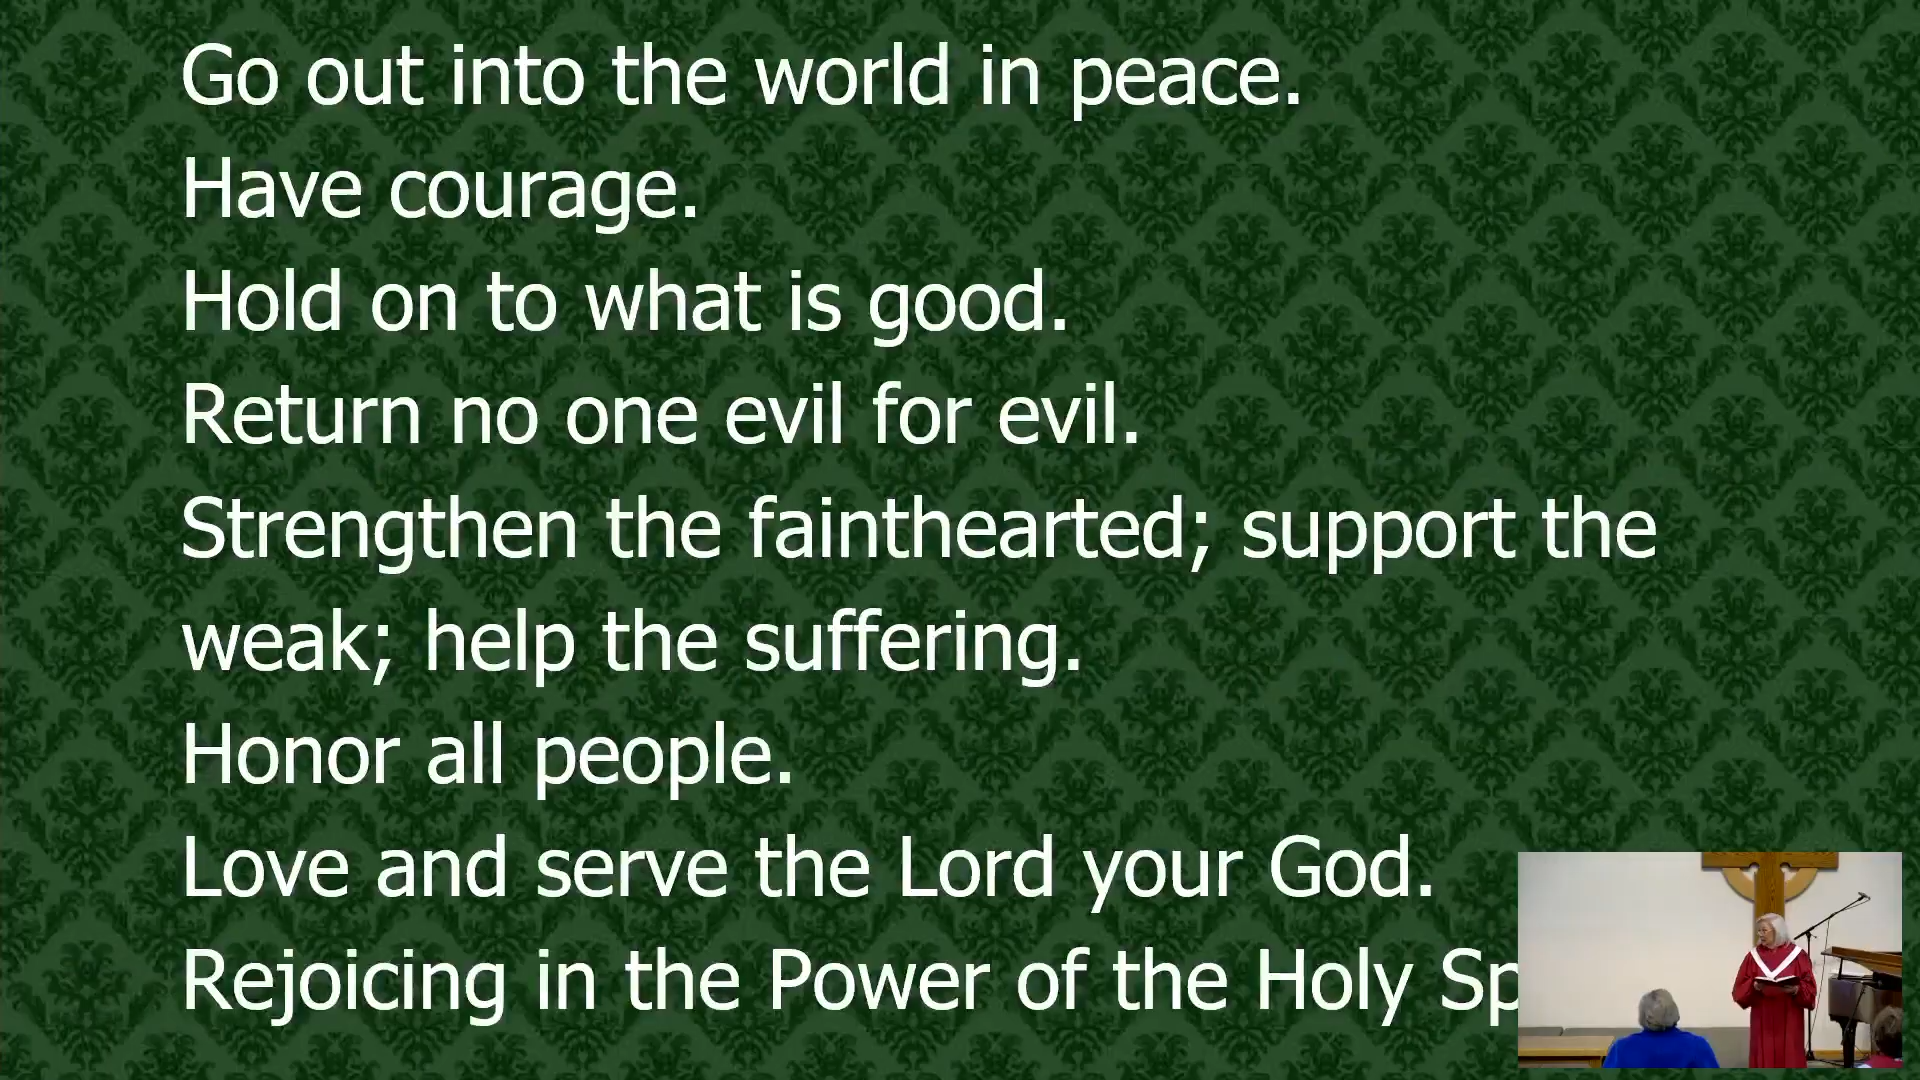 Go out into the world in peace.
Have courage.
Hold on to what is good.
Return no one evil for evil.
Strengthen the fainthearted; support the
weak; help the suffering.
Honor all people.
Love and serve the Lord your God.
Rejoicing in the Power of the Holy